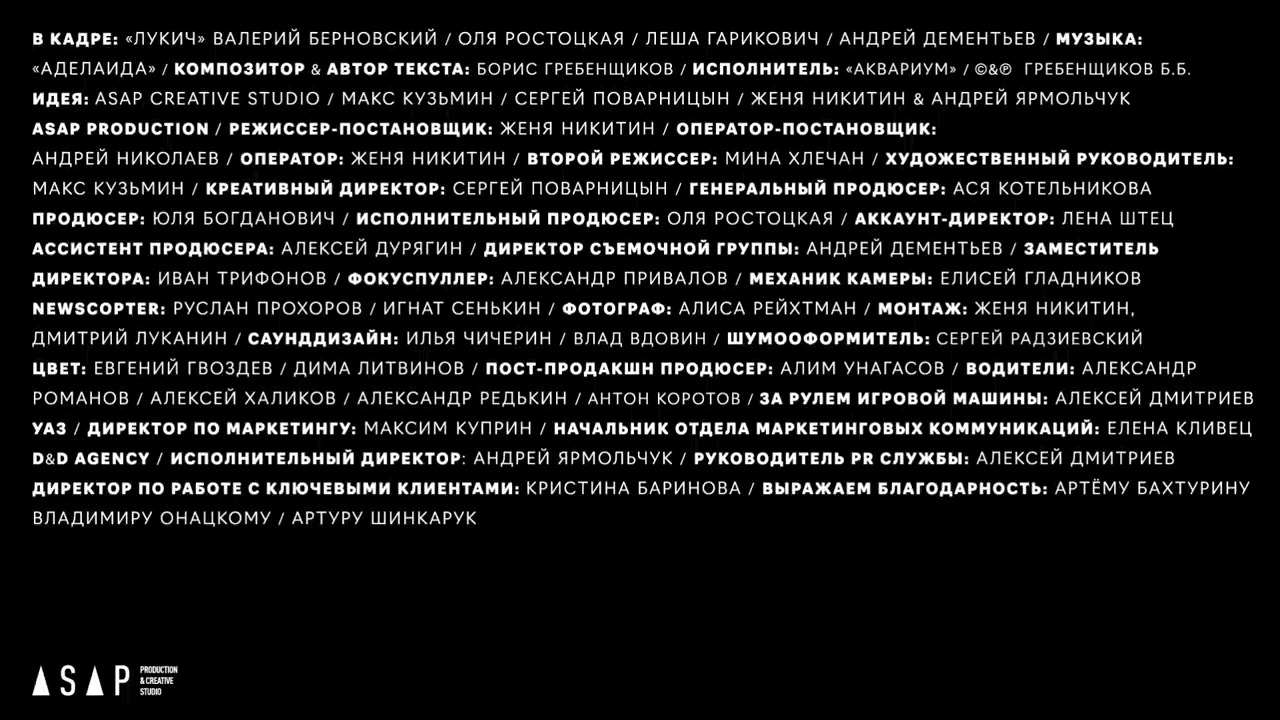 В КАДРЕ: «ЛУКИЧ» ВАЛЕРИЙ БЕРНОВСКИЙ / ОЛЯ РОСТОЦКАЯ / ЛЕША ГАРИКОВИЧ / АНДРЕЙ ДЕМЕНТЬЕВ / МУЗЫКА:
«АДЕЛАИДА» / КОМПОЗИТОР & АВТОР ТЕКСТА: БОРИС ГРЕБЕНЩИКОВ / ИСПОЛНИТЕЛЬ: «АКВАРИУМ» / ©&℗ ГРЕБЕНЩИКОВ Б.Б.
ИДЕЯ: ASAP CREATIVE STUDIO / МАКС КУЗЬМИН / СЕРГЕЙ ПОВАРНИЦЫН / ЖЕНЯ НИКИТИН & АНДРЕЙ ЯРМОЛЬЧУК
ASAP PRODUCTION / РЕЖИССЕР-ПОСТАНОВЩИК: ЖЕНЯ НИКИТИН / ОПЕРАТОР-ПОСТАНОВЩИК:
АНДРЕЙ НИКОЛАЕВ / ОПЕРАТОР: ЖЕНЯ НИКИТИН / ВТОРОЙ РЕЖИССЕР: МИНА ХЛЕЧАН / ХУДОЖЕСТВЕННЫЙ РУКОВОДИТЕЛЬ:
МАКС КУЗЬМИН / КРЕАТИВНЫЙ ДИРЕКТОР: СЕРГЕЙ ПОВАРНИЦЫН / ГЕНЕРАЛЬНЫЙ ПРОДЮСЕР: АСЯ КОТЕЛЬНИКОВА
ПРОДЮСЕР: ЮЛЯ БОГДАНОВИЧ / ИСПОЛНИТЕЛЬНЫЙ ПРОДЮСЕР: ОЛЯ РОСТОЦКАЯ / АККАУНТ-ДИРЕКТОР: ЛЕНА ШТЕЦ
АССИСТЕНТ ПРОДЮСЕРА: АЛЕКСЕЙ ДУРЯГИН / ДИРЕКТОР СЪЕМОЧНОЙ ГРУППЫ: АНДРЕЙ ДЕМЕНТЬЕВ / ЗАМЕСТИТЕЛЬ
ДИРЕКТОРА: ИВАН ТРИФОНОВ / ФОКУСПУЛЛЕР: АЛЕКСАНДР ПРИВАЛОВ / МЕХАНИК КАМЕРЫ: ЕЛИСЕЙ ГЛАДНИКОВ
NEWSCOPTER: РУСЛАН ПРОХОРОВ / ИГНАТ СЕНЬКИН / ФОТОГРАФ: АЛИСА РЕЙХТМАН / МОНТАЖ: ЖЕНЯ НИКИТИН,
ДМИТРИЙ ЛУКАНИН / САУНДДИЗАЙН: ИЛЬЯ ЧИЧЕРИН / ВЛАД ВДОВИН / ШУМООФОРМИТЕЛЬ: СЕРГЕЙ РАДЗИЕВСКИЙ
ЦВЕТ: ЕВГЕНИЙ ГВОЗДЕВ / ДИМА ЛИТВИНОВ / ПОСТ-ПРОДАКШН ПРОДЮСЕР: АЛИМ УНАГАСОВ / ВОДИТЕЛИ: АЛЕКСАНДР
РОМАНОВ / АЛЕКСЕЙ ХАЛИКОВ / АЛЕКСАНДР РЕДЬКИН / АНТОН КОРОТОВ / ЗА РУЛЕМ ИГРОВОЙ МАШИНЫ: АЛЕКСЕЙ ДМИТРИЕВ
УАЗ / ДИРЕКТОР ПО МАРКЕТИНГУ: МАКСИМ КУПРИН / НАЧАЛЬНИК ОТДЕЛА МАРКЕТИНГОВЫХ КОММУНИКАЦИЙ: ЕЛЕНА КЛИВЕЦ
D&D AGENCY / ИСПОЛНИТЕЛЬНЫЙ ДИРЕКТОР: АНДРЕЙ ЯРМОЛЬЧУК / РУКОВОДИТЕЛЬ PR СЛУЖБЫ: АЛЕКСЕЙ ДМИТРИЕВ
ДИРЕКТОР ПО РАБОТЕ С КЛЮЧЕВЫМИ КЛИЕНТАМИ: КРИСТИНА БАРИНОВА / ВЫРАЖАЕМ БЛАГОДАРНОСТЬ: АРТЁМУ БАХТУРИНУ
ВЛАДИМИРУ ОНАЦКОМУ / АРТУРУ ШИНКАРУК
ASAP
PRODUCTION
& CREATIVE
STUDIO